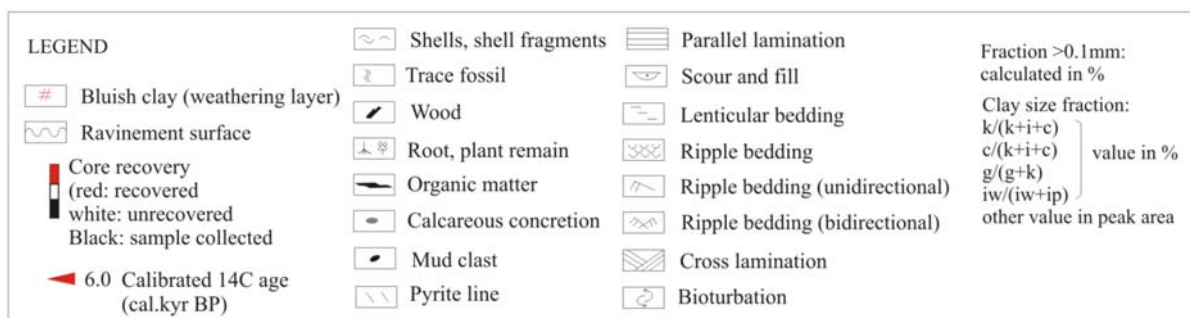 LEGEND
# Bluish clay (weathering layer)
Ravinement surface
Core recovery
(red: recovered
white: unrecovered
Black: sample collected
6.0 Calibrated 14C age
(cal.kyr BP)
Shells, shell fragments
Trace fossil
Wood
Root, plant remain
Organic matter
Calcareous concretion
Mud clast
Pyrite line
Parallel lamination
Scour and fill
Lenticular bedding
Ripple bedding
Ripple bedding (unidirectional)
Ripple bedding (bidirectional)
Cross lamination
Bioturbation
Fraction >0.1mm:
calculated in %
Clay size fraction:
k/(k+i+c)
c/(k+i+c)
g/(g+k)
iw/(iw+ip)
value in %
other value in peak area